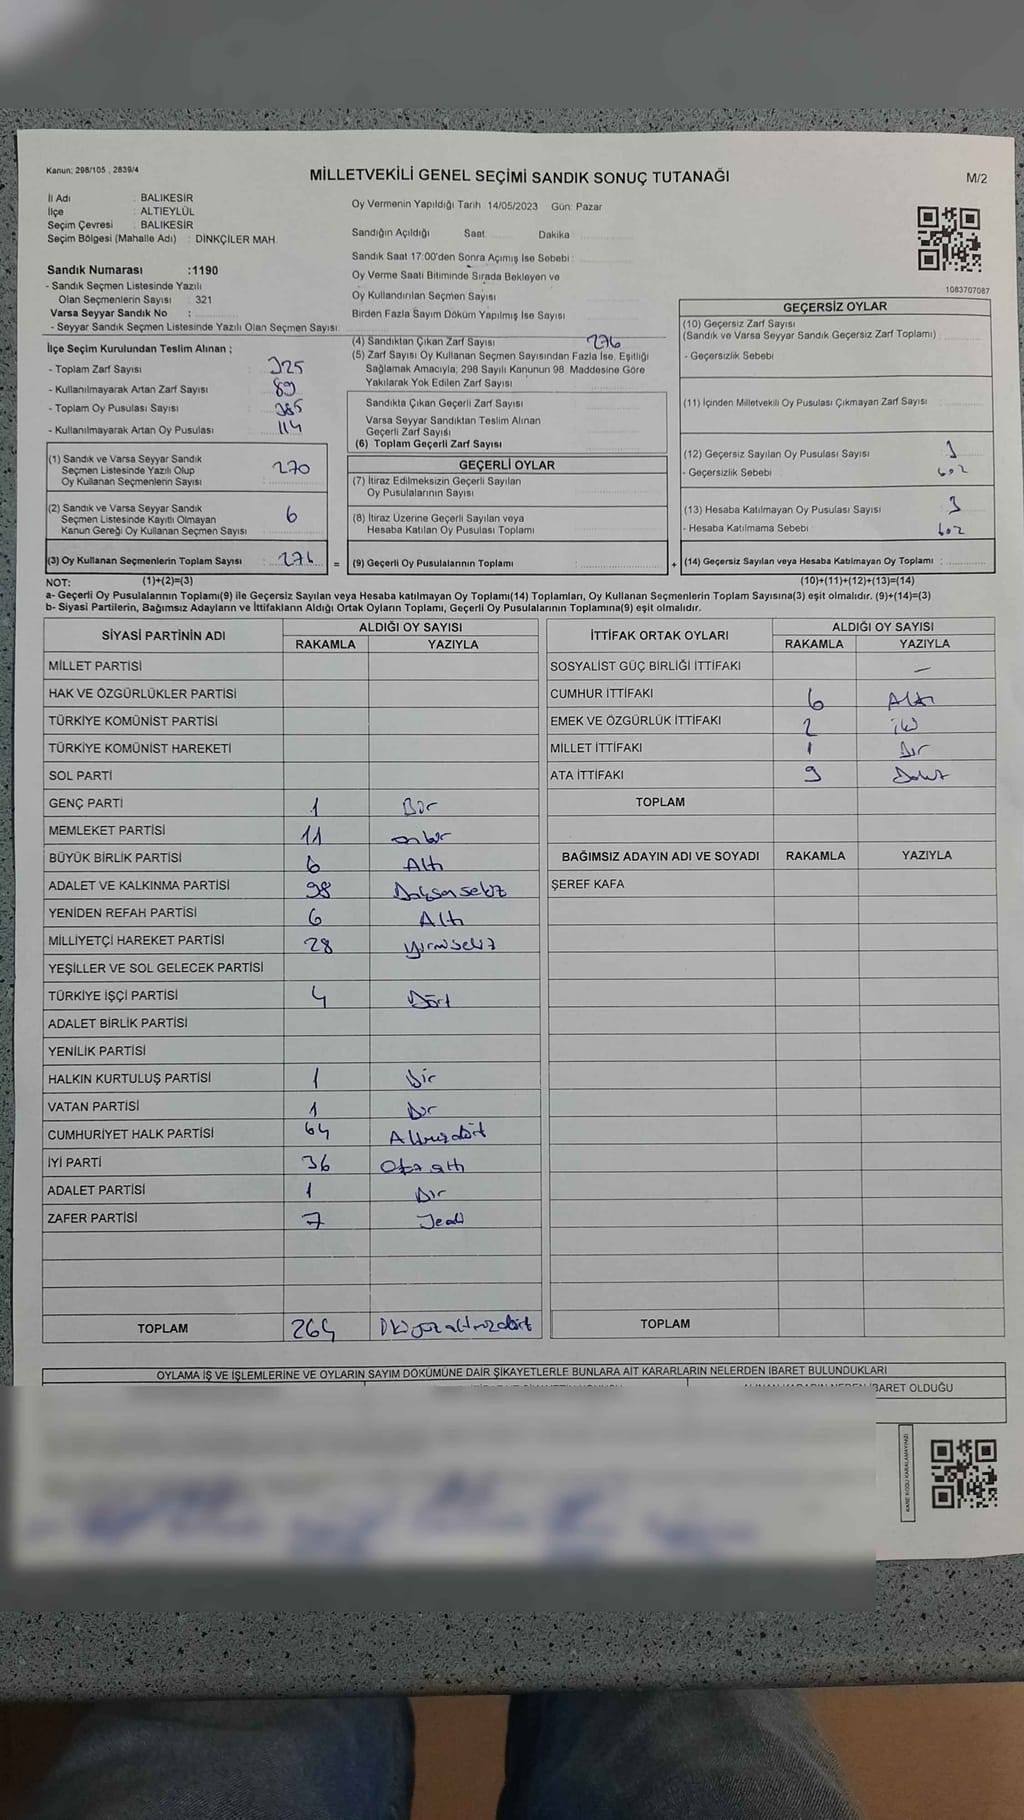 Kanun: 298/105 , 2839/4
MİLLETVEKİLİ GENEL SEÇİMİ SANDIK SONUÇ TUTANAĞI
M/2
İl Adı : BALIKESİR
İlçe : ALTIEYLÜL
Seçim Çevresi : BALIKESİR
Seçim Bölgesi (Mahalle Adı) : DİNKÇİLER MAH.
Sandık Numarası :1190
- Sandık Seçmen Listesinde Yazılı
Olan Seçmenlerin Sayısı : 321
Varsa Seyyar Sandık No :
- Seyyar Sandık Seçmen Listesinde Yazılı Olan Seçmen Sayısı:
Oy Vermenin Yapıldığı Tarih :14/05/2023 Gün: Pazar
Sandığın Açıldığı Saat Dakika
Sandık Saat 17:00'den Sonra Açımış İse Sebebi :
Oy Verme Saati Bitiminde Sırada Bekleyen ve
Oy Kullandırılan Seçmen Sayısı
Birden Fazla Sayım Döküm Yapılmış İse Sayısı
1083707087
İlçe Seçim Kurulundan Teslim Alınan ;
- Toplam Zarf Sayısı : 325
- Kullanılmayarak Artan Zarf Sayısı : 89
- Toplam Oy Pusulası Sayısı : 385
- Kullanılmayarak Artan Oy Pusulası : 114
(1) Sandık ve Varsa Seyyar Sandık
Seçmen Listesinde Yazılı Olup
Oy Kullanan Seçmenlerin Sayısı : 270
(2) Sandık ve Varsa Seyyar Sandık
Seçmen Listesinde Kayıtlı Olmayan
Kanun Gereği Oy Kullanan Seçmen Sayısı 6
(3) Oy Kullanan Seçmenlerin Toplam Sayısı : 276 =
(4) Sandıktan Çıkan Zarf Sayısı 276
(5) Zarf Sayısı Oy Kullanan Seçmen Sayısından Fazla İse, Eşitliği
Sağlamak Amacıyla; 298 Sayılı Kanunun 98. Maddesine Göre
Yakılarak Yok Edilen Zarf Sayısı
Sandıkta Çıkan Geçerli Zarf Sayısı
Varsa Seyyar Sandıktan Teslim Alınan
Geçerli Zarf Sayısı
(6) Toplam Geçerli Zarf Sayısı
GEÇERLİ OYLAR
(7) İtiraz Edilmeksizin Geçerli Sayılan
Oy Pusulalarının Sayısı
(8) İtiraz Üzerine Geçerli Sayılan veya
Hesaba Katılan Oy Pusulası Toplamı
(9) Geçerli Oy Pusulalarının Toplamı +
GEÇERSİZ OYLAR
(10) Geçersiz Zarf Sayısı
(Sandık ve Varsa Seyyar Sandık Geçersiz Zarf Toplamı)
- Geçersizlik Sebebi
(11) İçinden Milletvekili Oy Pusulası Çıkmayan Zarf Sayısı
(12) Geçersiz Sayılan Oy Pusulası Sayısı
- Geçersizlik Sebebi
(13) Hesaba Katılmayan Oy Pusulası Sayısı 3
- Hesaba Katılmama Sebebi
(14) Geçersiz Sayılan veya Hesaba Katılmayan Oy Toplamı :
NOT: (1)+(2)=(3) (10)+(11)+(12)+(13)=(14)
a- Geçerli Oy Pusulalarının Toplamı(9) ile Geçersiz Sayılan veya Hesaba katılmayan Oy Toplamı(14) Toplamları, Oy Kullanan Seçmenlerin Toplam Sayısına(3) eşit olmalıdır. (9)+(14)=(3)
b- Siyasi Partilerin, Bağımsız Adayların ve İttifakların Aldığı Ortak Oyların Toplamı, Geçerli Oy Pusulalarının Toplamına(9) eşit olmalıdır.
SİYASİ PARTİNİN ADI ALDIĞI OY SAYISI
RAKAMLA YAZIYLA
MİLLET PARTİSİ
HAK VE ÖZGÜRLÜKLER PARTİSİ
TÜRKİYE KOMÜNİST PARTİSİ
TÜRKİYE KOMÜNİST HAREKETİ
SOL PARTİ
GENÇ PARTİ 1 Bir
MEMLEKET PARTİSİ 11 onbir
BÜYÜK BİRLİK PARTİSİ 6 Altı
ADALET VE KALKINMA PARTİSİ 98 Doksansekiz
YENİDEN REFAH PARTİSİ 6 Altı
MİLLİYETÇİ HAREKET PARTİSİ 28 yirmisekiz
YEŞİLLER VE SOL GELECEK PARTİSİ
TÜRKİYE İŞÇİ PARTİSİ 4 Dört
ADALET BİRLİK PARTİSİ
YENİLİK PARTİSİ
HALKIN KURTULUŞ PARTİSİ 1 Bir
VATAN PARTİSİ 1 Bir
CUMHURİYET HALK PARTİSİ 64 Altmışdört
İYİ PARTİ 36 Otuzaltı
ADALET PARTİSİ 1 Bir
ZAFER PARTİSİ 7 Yedi
TOPLAM 264 İkiyüzaltmışdört
İTTİFAK ORTAK OYLARI ALDIĞI OY SAYISI
RAKAMLA YAZIYLA
SOSYALİST GÜÇ BİRLİĞİ İTTİFAKI —
CUMHUR İTTİFAKI 6 Altı
EMEK VE ÖZGÜRLÜK İTTİFAKI 2 iki
MİLLET İTTİFAKI 1 Bir
ATA İTTİFAKI 9 Dokuz
TOPLAM
BAĞIMSIZ ADAYIN ADI VE SOYADI RAKAMLA YAZIYLA
ŞEREF KAFA
TOPLAM
OYLAMA İŞ VE İŞLEMLERİNE VE OYLARIN SAYIM DÖKÜMÜNE DAİR ŞİKAYETLERLE BUNLARA AİT KARARLARIN NELERDEN İBARET BULUNDUKLARI
İBARET OLDUĞU